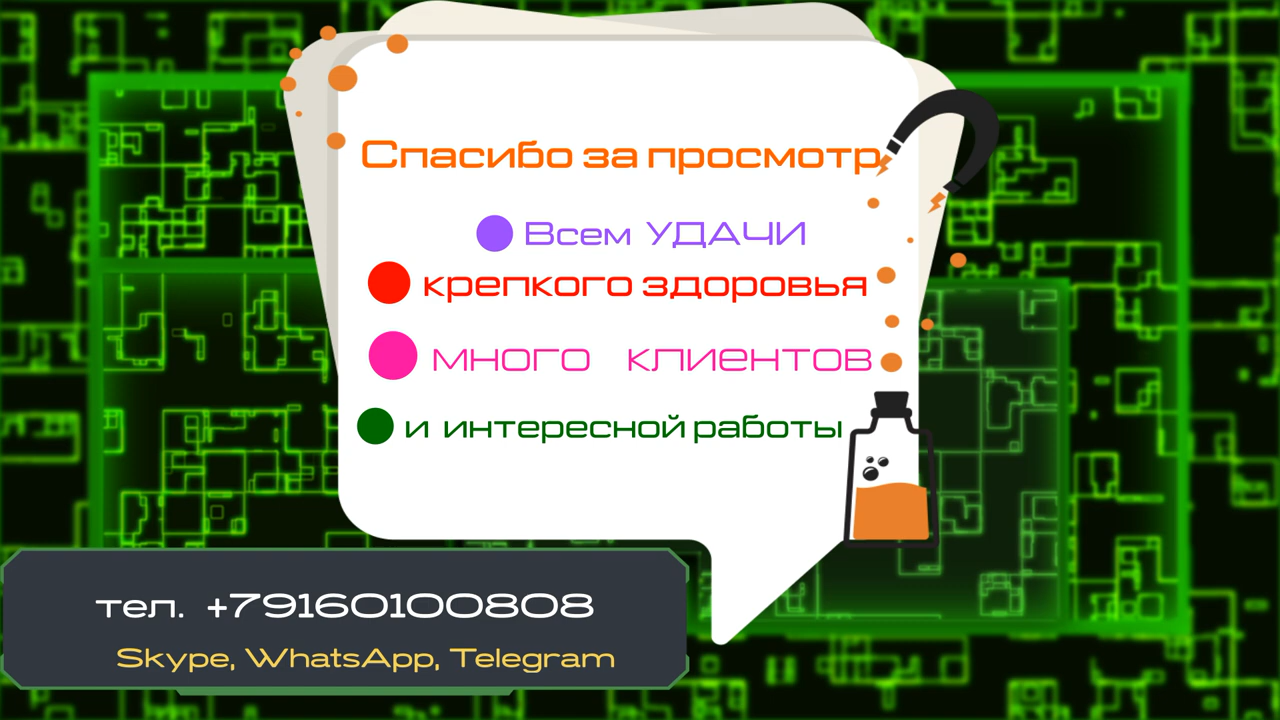 Спасибо за просмотр
Всем УДАЧИ
крепкого здоровья
много клиентов
и интересной работы
тел. +79160100808
Skype, WhatsApp, Telegram